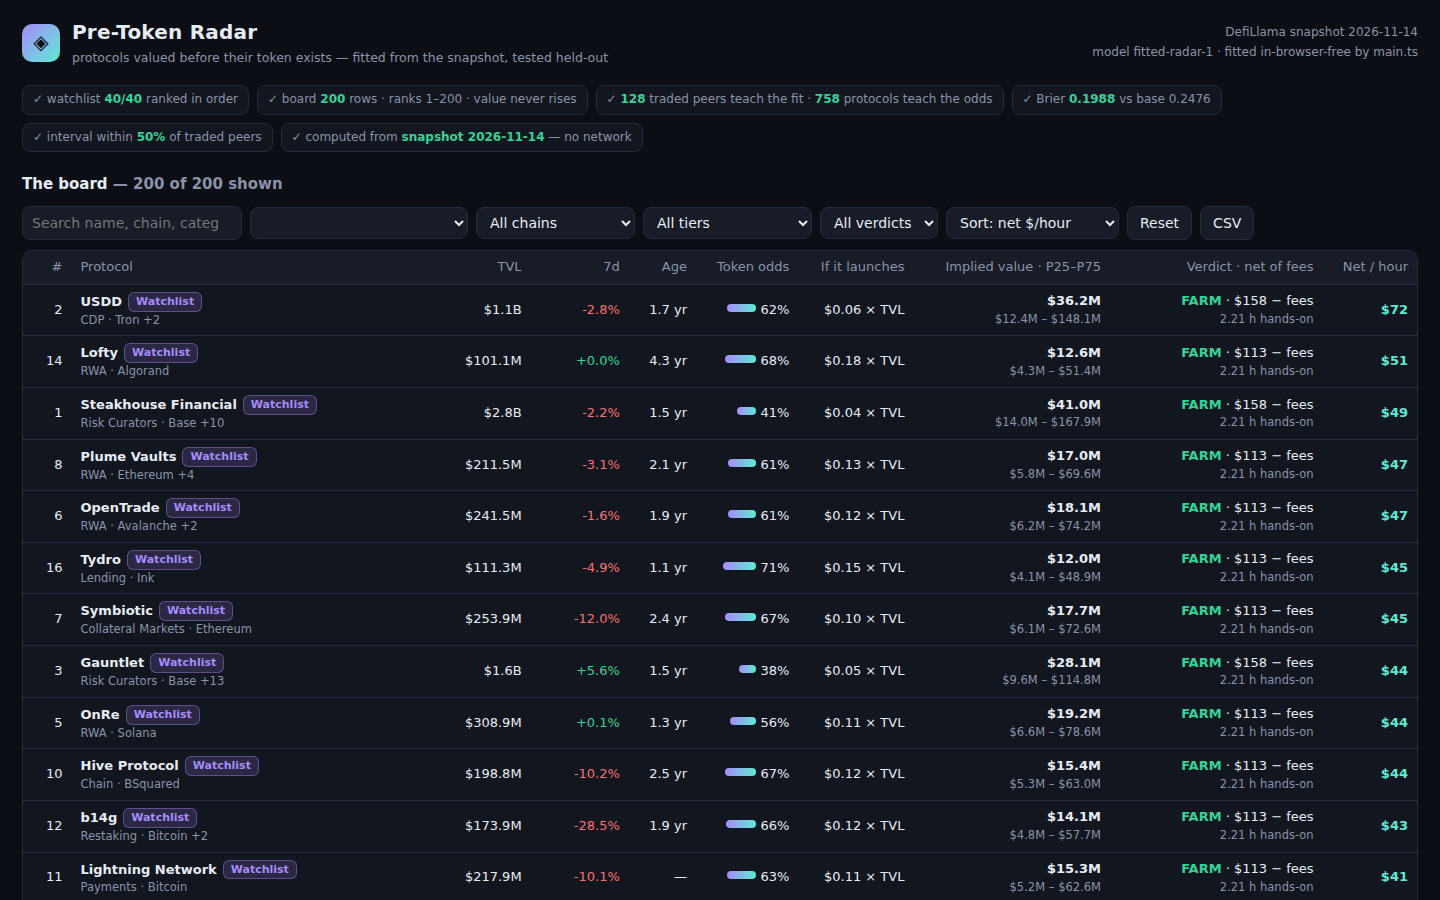 ◈ Pre-Token Radar
protocols valued before their token exists — fitted from the snapshot, tested held-out
DefiLlama snapshot 2026-11-14
model fitted-radar-1 · fitted in-browser-free by main.ts
✓ watchlist 40/40 ranked in order ✓ board 200 rows · ranks 1–200 · value never rises ✓ 128 traded peers teach the fit · 758 protocols teach the odds ✓ Brier 0.1988 vs base 0.2476
✓ interval within 50% of traded peers ✓ computed from snapshot 2026-11-14 — no network
The board — 200 of 200 shown
Search name, chain, categ All chains All tiers All verdicts Sort: net $/hour Reset CSV
# Protocol TVL 7d Age Token odds If it launches Implied value · P25–P75 Verdict · net of fees Net / hour
2 USDD Watchlist $1.1B -2.8% 1.7 yr 62% $0.06 × TVL $36.2M FARM · $158 − fees $72
CDP · Tron +2 $12.4M – $148.1M 2.21 h hands-on
14 Lofty Watchlist $101.1M +0.0% 4.3 yr 68% $0.18 × TVL $12.6M FARM · $113 − fees $51
RWA · Algorand $4.3M – $51.4M 2.21 h hands-on
1 Steakhouse Financial Watchlist $2.8B -2.2% 1.5 yr 41% $0.04 × TVL $41.0M FARM · $158 − fees $49
Risk Curators · Base +10 $14.0M – $167.9M 2.21 h hands-on
8 Plume Vaults Watchlist $211.5M -3.1% 2.1 yr 61% $0.13 × TVL $17.0M FARM · $113 − fees $47
RWA · Ethereum +4 $5.8M – $69.6M 2.21 h hands-on
6 OpenTrade Watchlist $241.5M -1.6% 1.9 yr 61% $0.12 × TVL $18.1M FARM · $113 − fees $47
RWA · Avalanche +2 $6.2M – $74.2M 2.21 h hands-on
16 Tydro Watchlist $111.3M -4.9% 1.1 yr 71% $0.15 × TVL $12.0M FARM · $113 − fees $45
Lending · Ink $4.1M – $48.9M 2.21 h hands-on
7 Symbiotic Watchlist $253.9M -12.0% 2.4 yr 67% $0.10 × TVL $17.7M FARM · $113 − fees $45
Collateral Markets · Ethereum $6.1M – $72.6M 2.21 h hands-on
3 Gauntlet Watchlist $1.6B +5.6% 1.5 yr 38% $0.05 × TVL $28.1M FARM · $158 − fees $44
Risk Curators · Base +13 $9.6M – $114.8M 2.21 h hands-on
5 OnRe Watchlist $308.9M +0.1% 1.3 yr 56% $0.11 × TVL $19.2M FARM · $113 − fees $44
RWA · Solana $6.6M – $78.6M 2.21 h hands-on
10 Hive Protocol Watchlist $198.8M -10.2% 2.5 yr 67% $0.12 × TVL $15.4M FARM · $113 − fees $44
Chain · BSquared $5.3M – $63.0M 2.21 h hands-on
12 b14g Watchlist $173.9M -28.5% 1.9 yr 66% $0.12 × TVL $14.1M FARM · $113 − fees $43
Restaking · Bitcoin +2 $4.8M – $57.7M 2.21 h hands-on
11 Lightning Network Watchlist $217.9M -10.1% — 63% $0.11 × TVL $15.3M FARM · $113 − fees $41
Payments · Bitcoin $5.2M – $62.6M 2.21 h hands-on